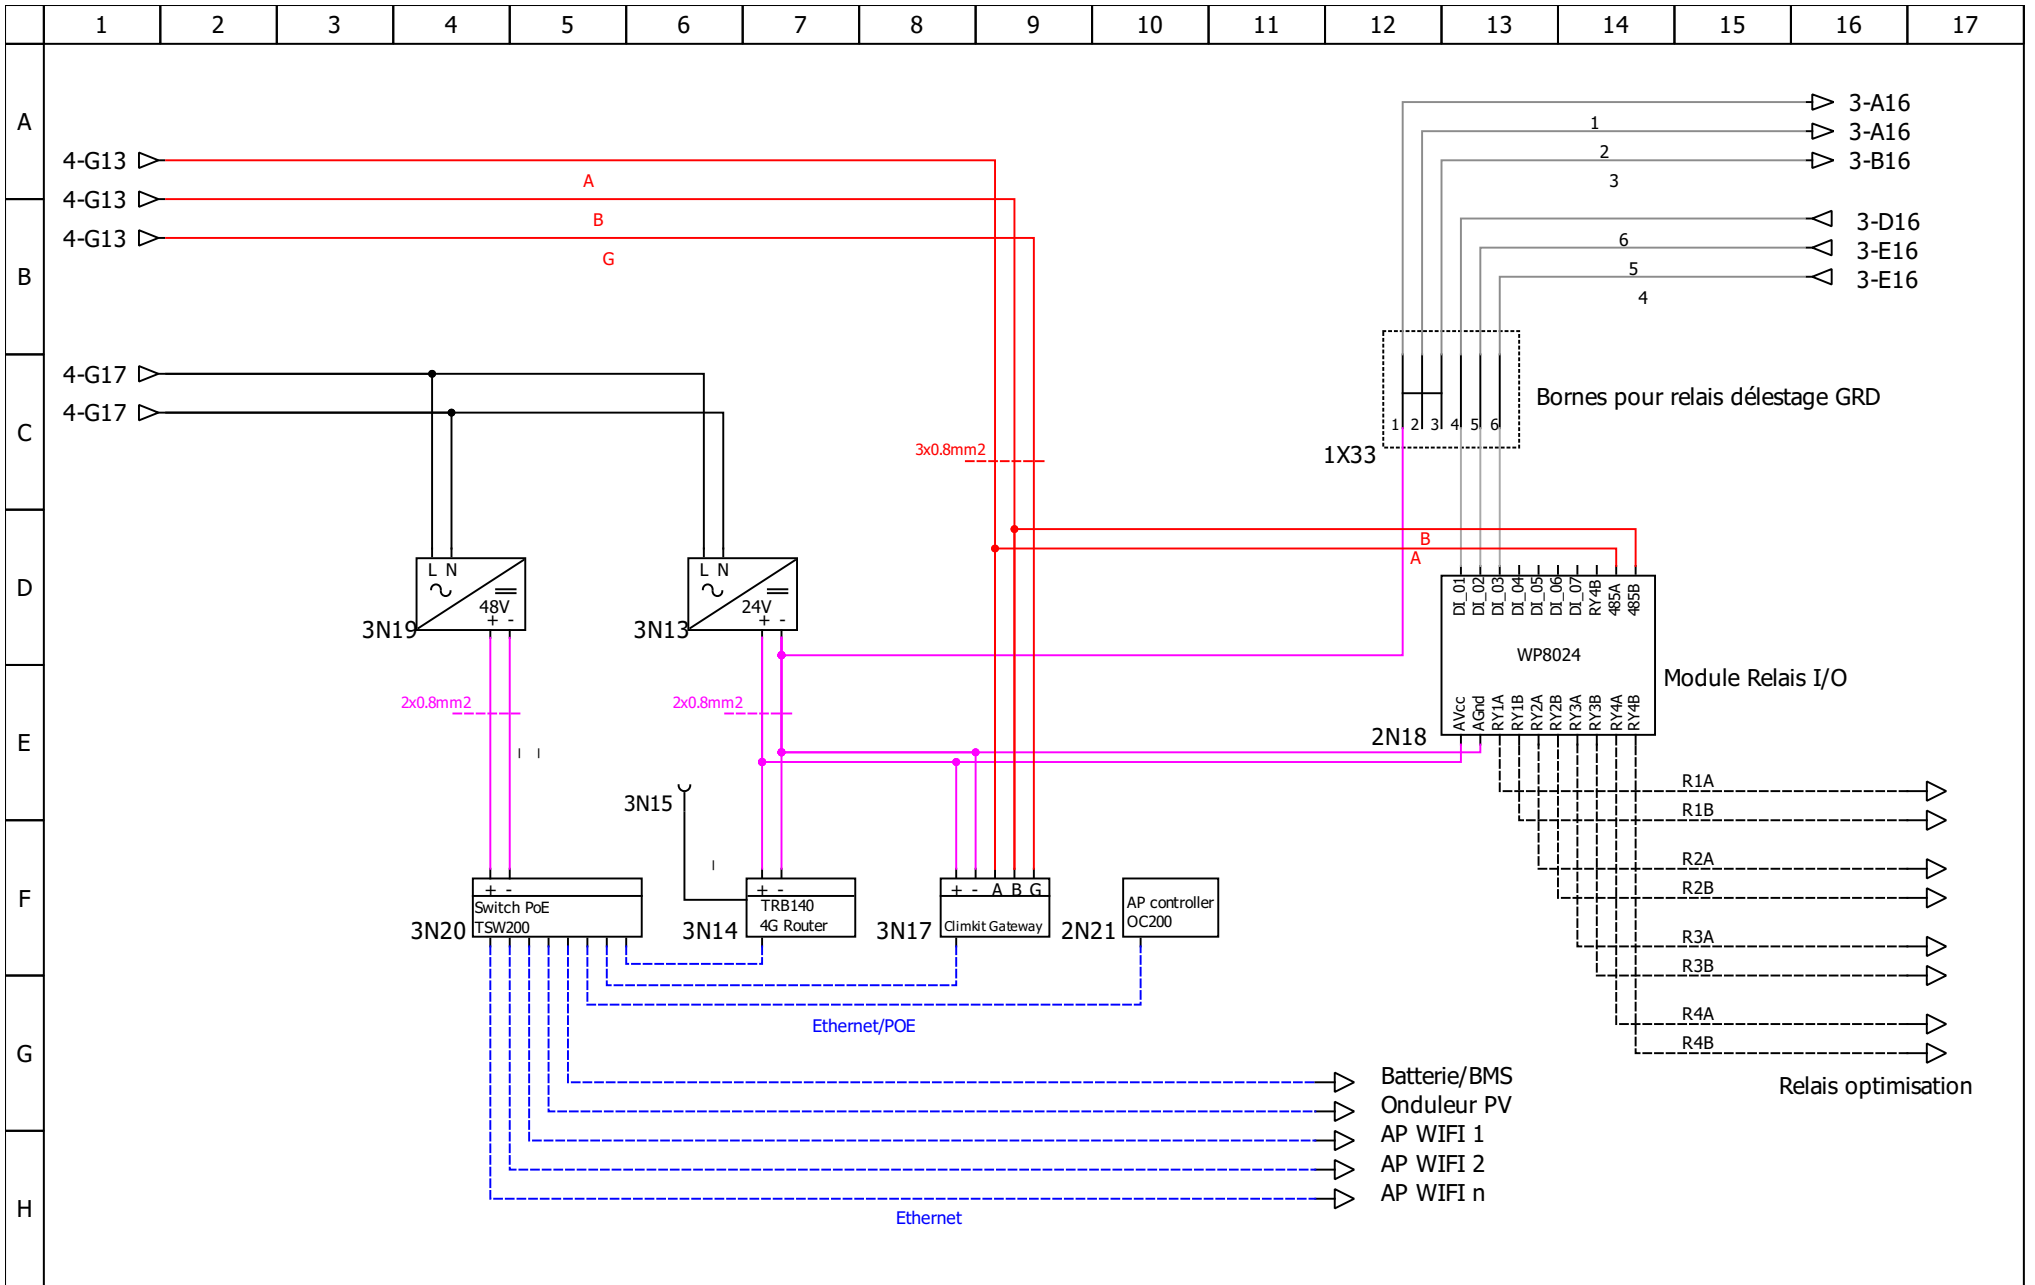 1 2 3 4 5 6 7 8 9 10 11 12 13 14 15 16 17
A
3-A16
1
3-A16
4-G13
2
3-B16
A
3
4-G13
B
3-D16
4-G13
6
3-E16
G
5
3-E16
B
4
4-G17
Bornes pour relais délestage GRD
4-G17
1 2 3 4 5 6
C
3x0.8mm2
1X33
B
A
D
L N
48V
+ -
3N19
L N
24V
+ -
3N13
DI_01 DI_02 DI_03 DI_04 DI_05 DI_06 DI_07 RY4B 485A 485B
WP8024
Module Relais I/O
2x0.8mm2
2x0.8mm2
AVcc AGnd RY1A RY1B RY2A RY2B RY3A RY3B RY4A RY4B
2N18
E
R1A
3N15
R1B
R2A
R2B
F
+ -
Switch PoE
TSW200
3N20
+ -
TRB140
4G Router
3N14
+ - A B G
Climkit Gateway
3N17
AP controller
OC200
2N21
R3A
R3B
R4A
Ethernet/POE
R4B
G
Batterie/BMS
Relais optimisation
Onduleur PV
AP WIFI 1
AP WIFI 2
AP WIFI n
H
Ethernet